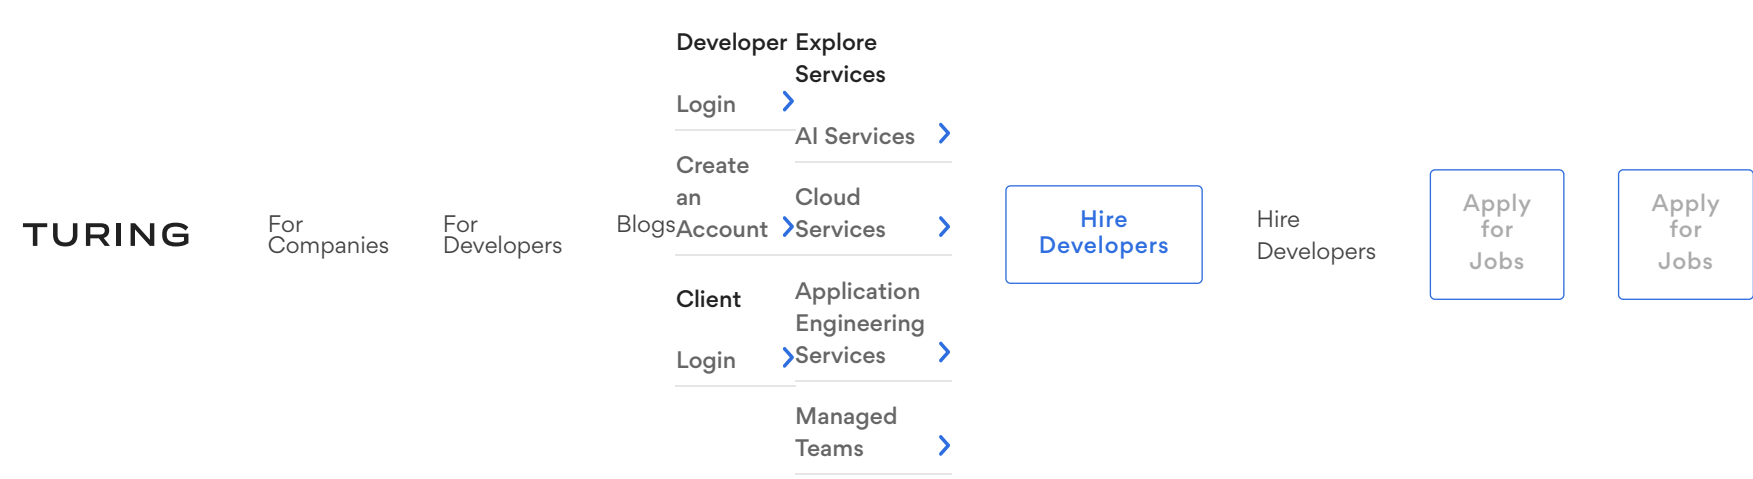 TURING
For
Companies
For
Developers
Blogs
Developer
Login
Create
an
Account
Client
Login
Explore
Services
AI Services
Cloud
Services
Application
Engineering
Services
Managed
Teams
Hire
Developers
Hire
Developers
Apply
for
Jobs
Apply
for
Jobs